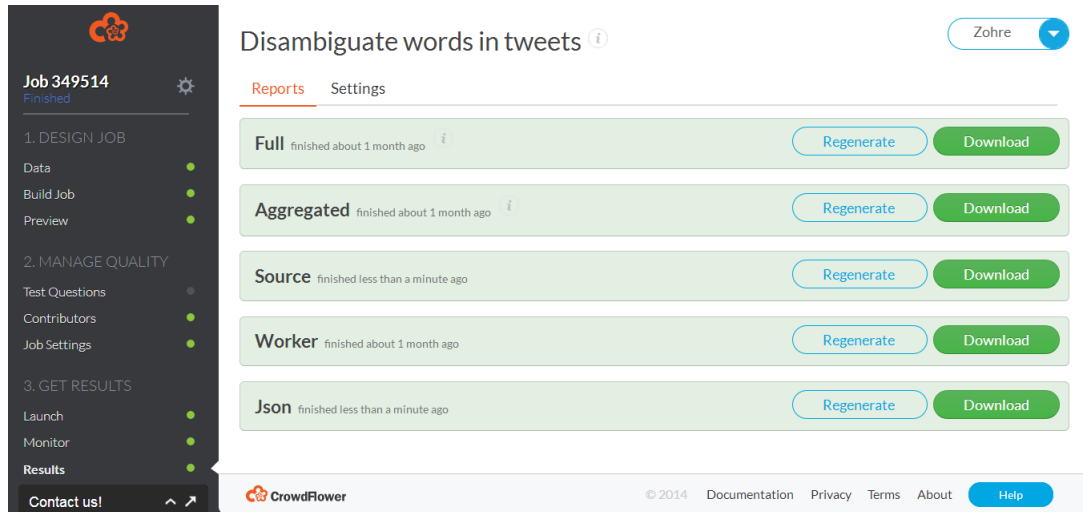 Job 349514
Finished
1. DESIGN JOB
Data
Build Job
Preview
2. MANAGE QUALITY
Test Questions
Contributors
Job Settings
3. GET RESULTS
Launch
Monitor
Results
Contact us!
Disambiguate words in tweets i
Zohre
Reports Settings
Full finished about 1 month ago i Regenerate Download
Aggregated finished about 1 month ago i Regenerate Download
Source finished less than a minute ago Regenerate Download
Worker finished about 1 month ago Regenerate Download
Json finished less than a minute ago Regenerate Download
CrowdFlower © 2014 Documentation Privacy Terms About Help